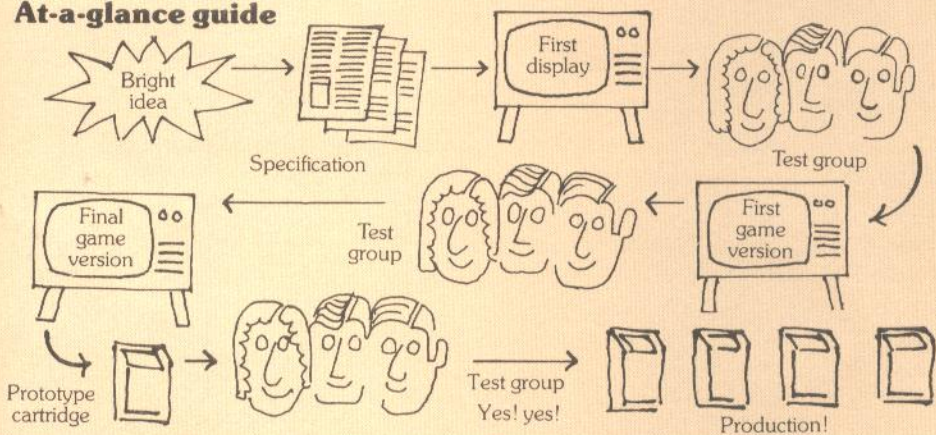 At-a-glance guide
Bright
idea
Specification
First
display
Test group
First
game
version
Test
group
Final
game
version
Prototype
cartridge
Test group
Yes! yes!
Production!